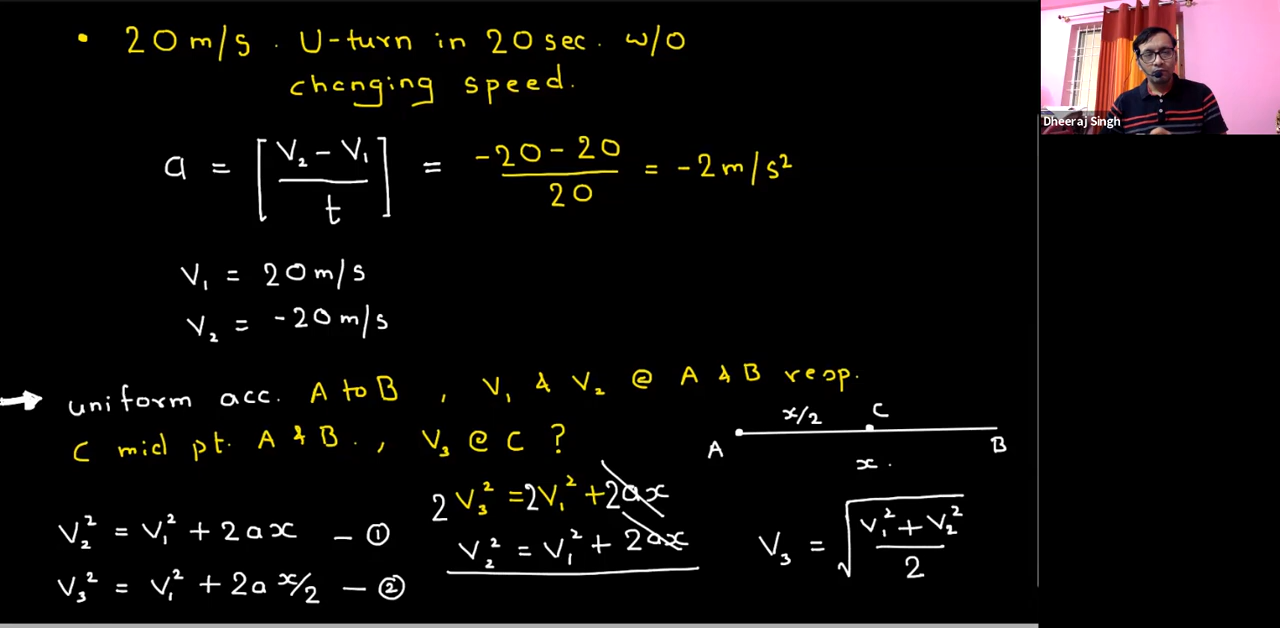 • 20 m/s . U-turn in 20 sec. w/o
changing speed.
Dheeraj Singh
a = [V₂ - V₁ / t] = -20 - 20 / 20 = -2 m/s²
V₁ = 20 m/s
V₂ = -20 m/s
→ uniform acc. A to B , V₁ & V₂ @ A & B resp.
C mid pt. A & B . , V₃ @ C ?
x/2 C
A B
x .
2 V₃² = 2V₁² + 2ax
V₂² = V₁² + 2ax
V₂² = V₁² + 2ax - ①
V₃² = V₁² + 2a x/2 - ②
V₃ = √(V₁² + V₂² / 2)